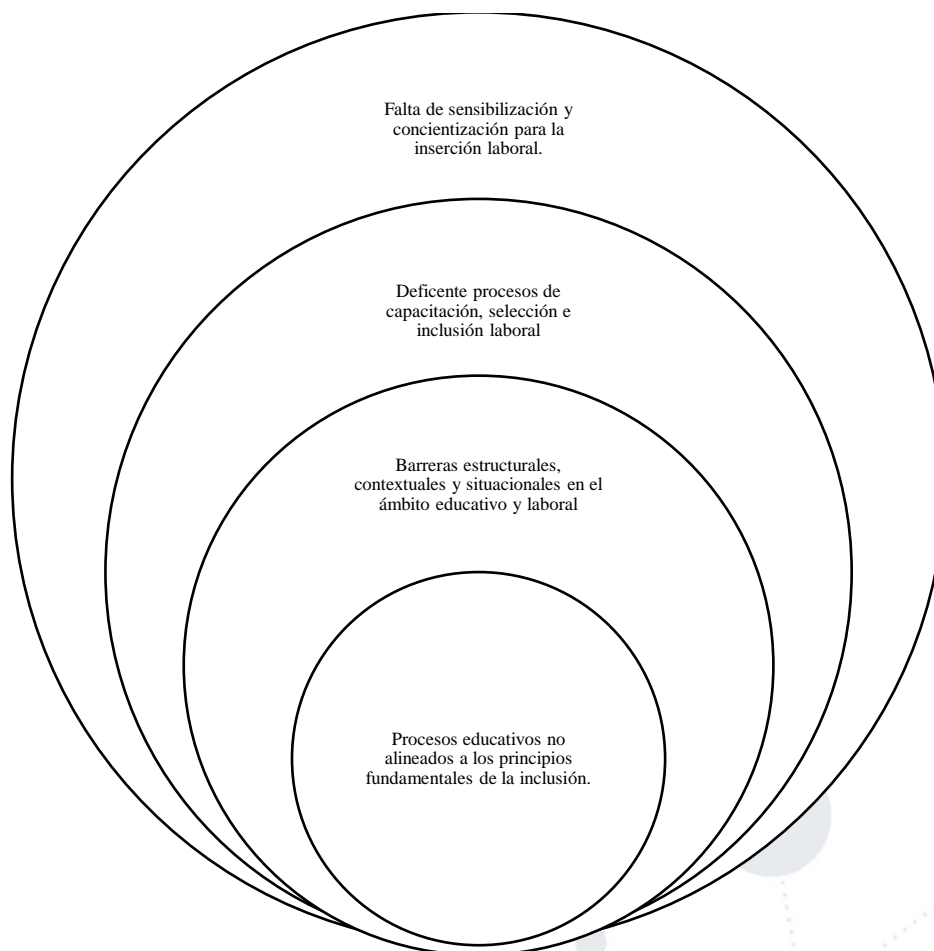 Falta de sensibilización y
concientización para la
inserción laboral.
Deficente procesos de
capacitación, selección e
inclusión laboral
Barreras estructurales,
contextuales y situacionales en el
ámbito educativo y laboral
Procesos educativos no
alineados a los principios
fundamentales de la inclusión.